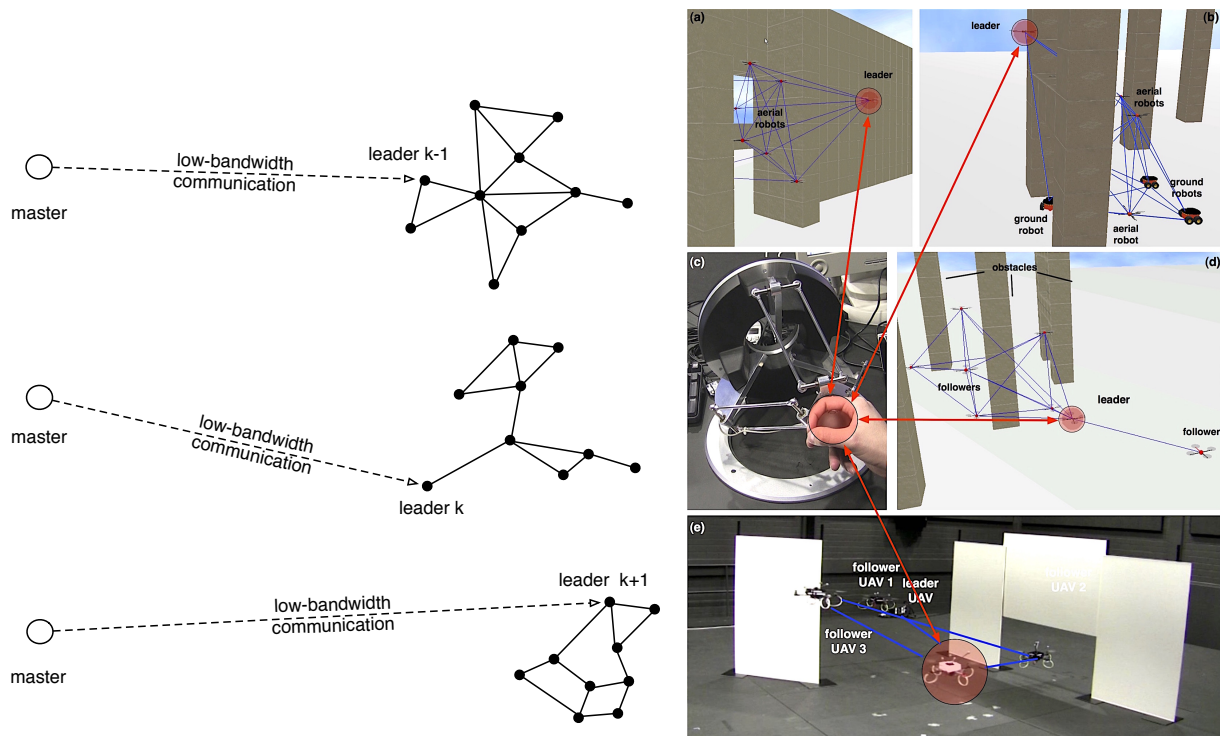 low-bandwidth
communication
leader k-1
master
low-bandwidth
communication
master
leader k
leader k+1
low-bandwidth
communication
master
(a)
leader
aerial
robots
(b)
leader
aerial
robots
ground
robots
ground
robot
aerial
robot
(c)
(d)
obstacles
followers
leader
follower
(e)
follower
UAV 1
leader
UAV
follower
UAV 2
follower
UAV 3